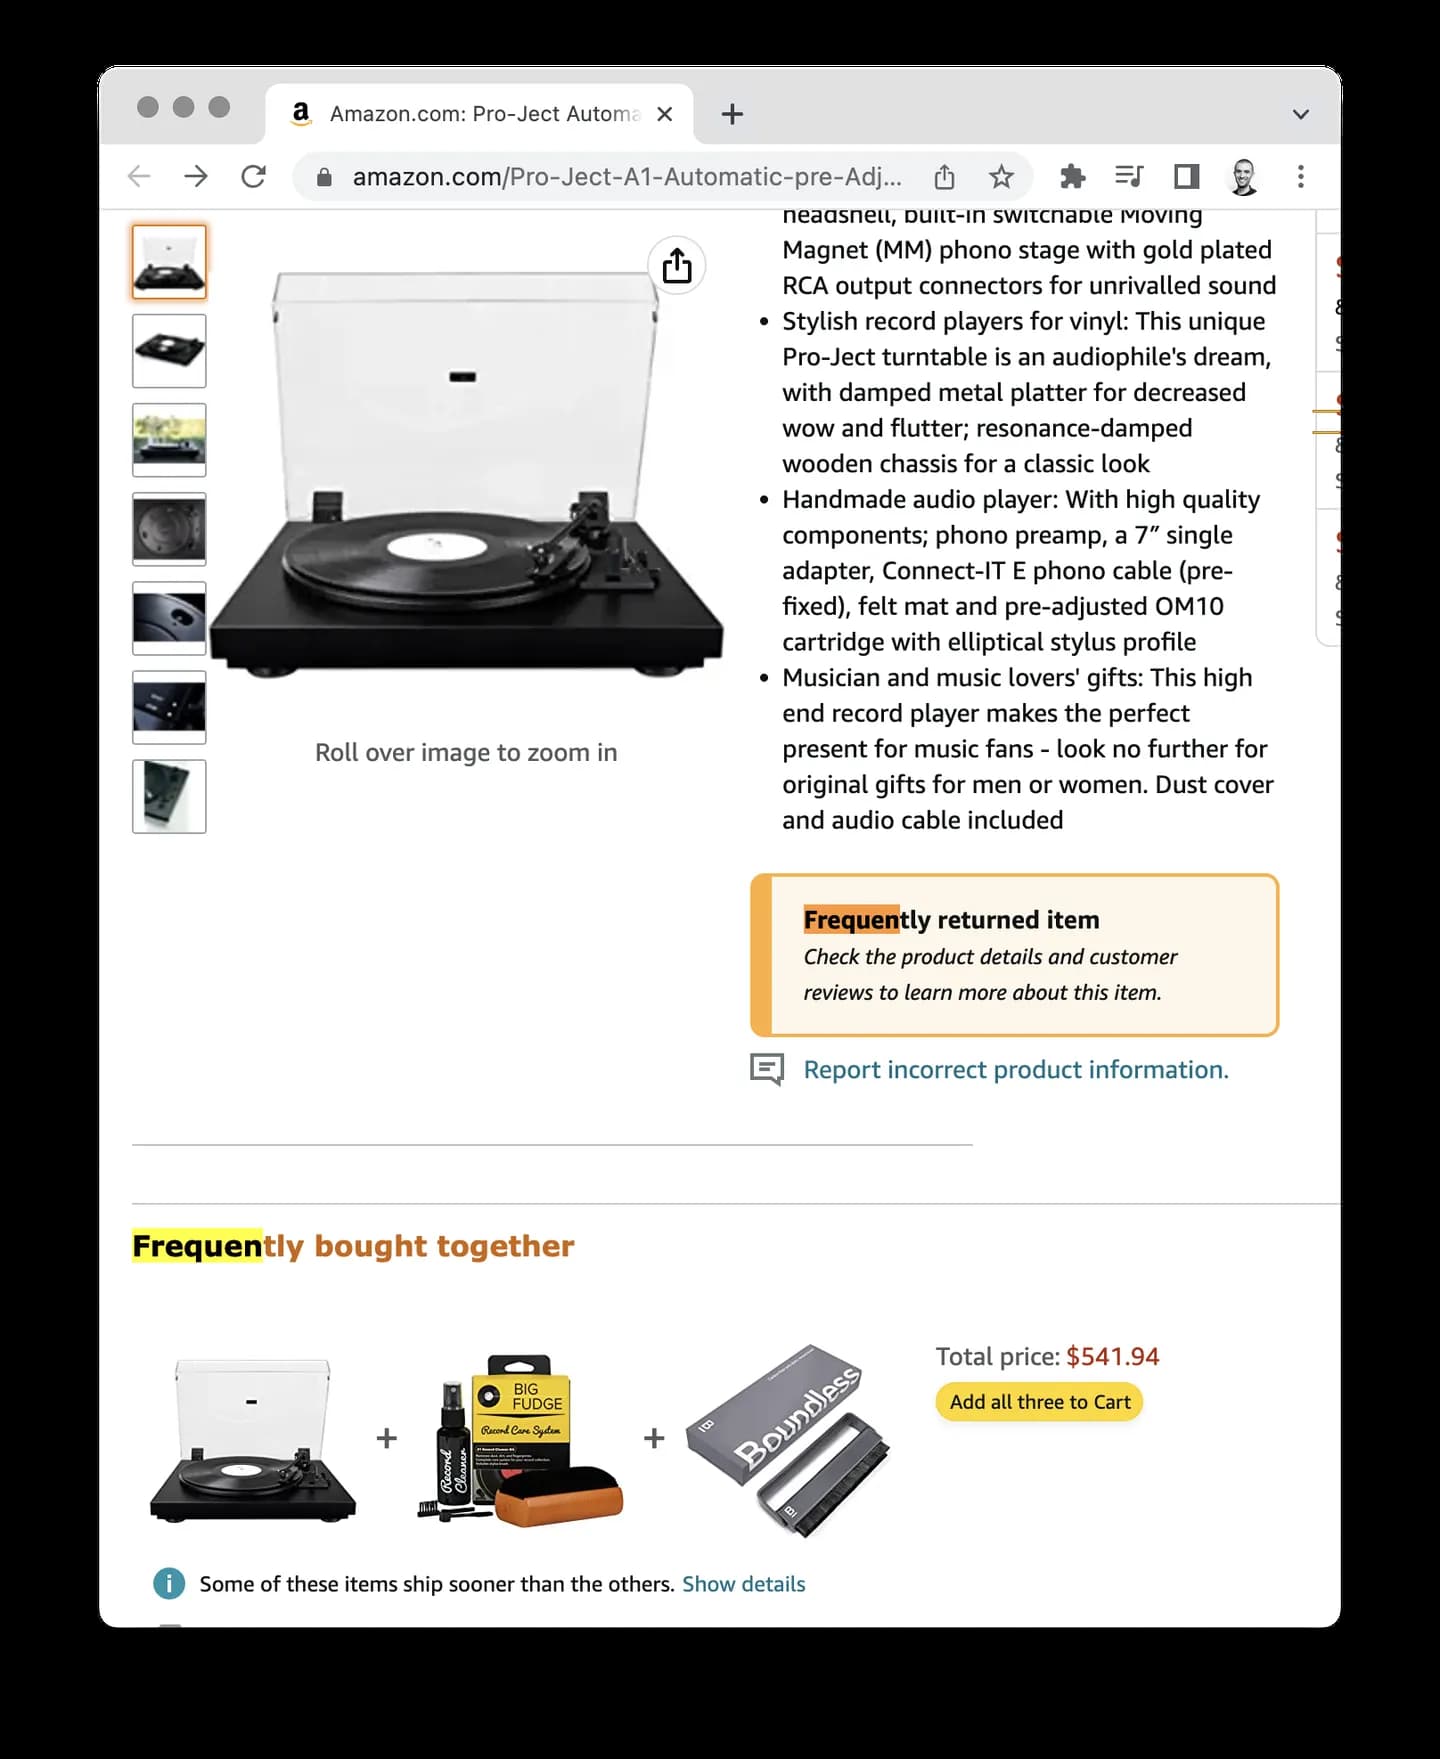 Amazon.com: Pro-Ject Automa
amazon.com/Pro-Ject-A1-Automatic-pre-Adj...
headshell, built-in switchable Moving
Magnet (MM) phono stage with gold plated
RCA output connectors for unrivalled sound
• Stylish record players for vinyl: This unique
Pro-Ject turntable is an audiophile's dream,
with damped metal platter for decreased
wow and flutter; resonance-damped
wooden chassis for a classic look
• Handmade audio player: With high quality
components; phono preamp, a 7″ single
adapter, Connect-IT E phono cable (pre-
fixed), felt mat and pre-adjusted OM10
cartridge with elliptical stylus profile
• Musician and music lovers' gifts: This high
end record player makes the perfect
present for music fans - look no further for
original gifts for men or women. Dust cover
and audio cable included
Roll over image to zoom in
Frequently returned item
Check the product details and customer
reviews to learn more about this item.
Report incorrect product information.
Frequently bought together
BIG
FUDGE
Record Care System
Record
Cleaner
Boundless
Total price: $541.94
Add all three to Cart
Some of these items ship sooner than the others. Show details